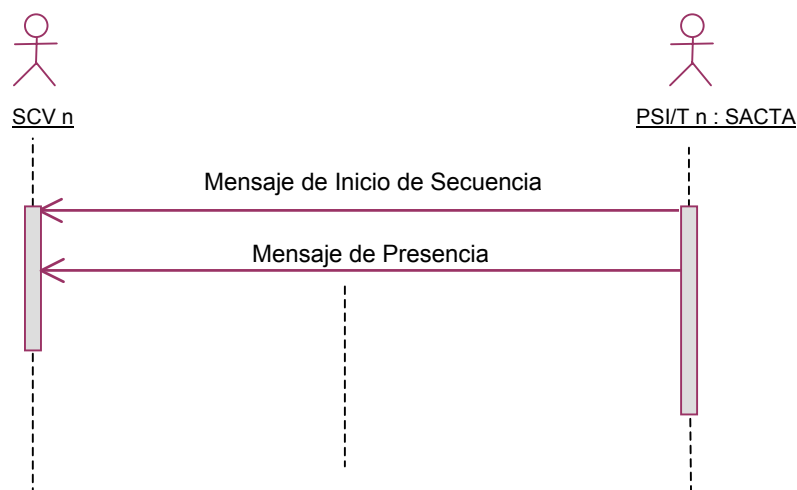 SCV n
PSI/T n : SACTA
Mensaje de Inicio de Secuencia
Mensaje de Presencia